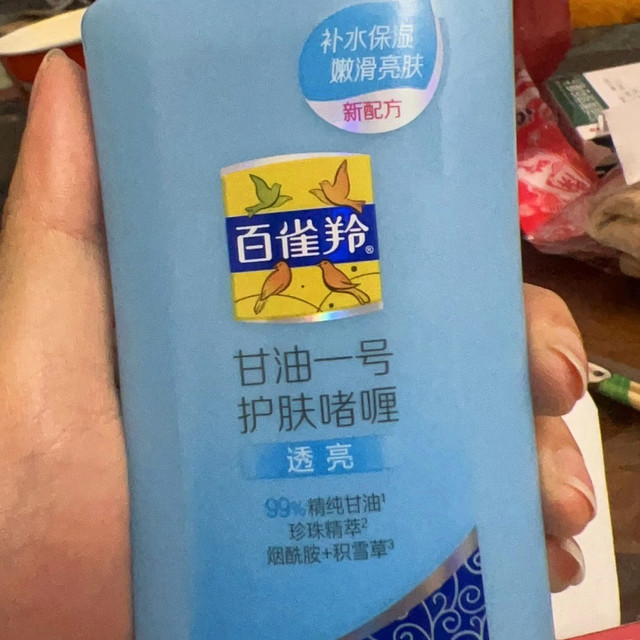 补水保湿
嫩滑亮肤
新配方
百雀羚®
甘油一号
护肤啫喱
透亮
99%精纯甘油¹
珍珠精萃²
烟酰胺+积雪草³